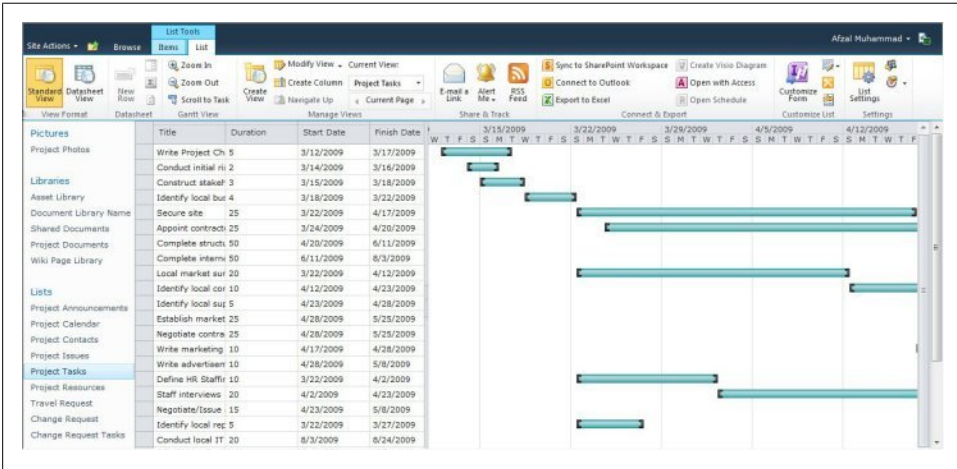 List Tools
Site Actions
Browse
Items
List
Afzal Muhammad
Standard View
Datasheet View
New Row
Zoom In
Zoom Out
Scroll to Task
Create View
Modify View
Create Column
Navigate Up
Current View:
Project Tasks
Current Page
E-mail a Link
Alert Me
RSS Feed
Sync to SharePoint Workspace
Connect to Outlook
Export to Excel
Create Visio Diagram
Open with Access
Open Schedule
Customize Form
List Settings
View Format
Datasheet
Gantt View
Manage Views
Share & Track
Connect & Export
Customize List
Settings
Pictures
Project Photos
Libraries
Asset Library
Document Library Name
Shared Documents
Project Documents
Wiki Page Library
Lists
Project Announcements
Project Calendar
Project Contacts
Project Issues
Project Tasks
Project Resources
Travel Request
Change Request
Change Request Tasks
Title Duration Start Date Finish Date
Write Project Ch 5 3/12/2009 3/17/2009
Conduct initial ri 2 3/14/2009 3/16/2009
Construct stakeh 3 3/15/2009 3/18/2009
Identify local bus 4 3/18/2009 3/22/2009
Secure site 25 3/22/2009 4/17/2009
Appoint contracti 25 3/24/2009 4/20/2009
Complete structu 50 4/20/2009 6/11/2009
Complete interna 50 6/11/2009 8/3/2009
Local market sur 20 3/22/2009 4/12/2009
Identify local cor 10 4/12/2009 4/23/2009
Identify local sup 5 4/23/2009 4/28/2009
Establish market 25 4/28/2009 5/25/2009
Negotiate contra 25 4/28/2009 5/25/2009
Write marketing 10 4/17/2009 4/28/2009
Write advertisem 10 4/28/2009 5/8/2009
Define HR Staffir 10 3/22/2009 4/2/2009
Staff interviews 20 4/2/2009 4/23/2009
Negotiate/Issue 15 4/23/2009 5/8/2009
Identify local rep 5 3/22/2009 3/27/2009
Conduct local IT 20 8/3/2009 8/24/2009
3/15/2009 3/22/2009 3/29/2009 4/5/2009 4/12/2009
W T F S S M T W T F S S M T W T F S S M T W T F S S M T W T F S S M T W T F